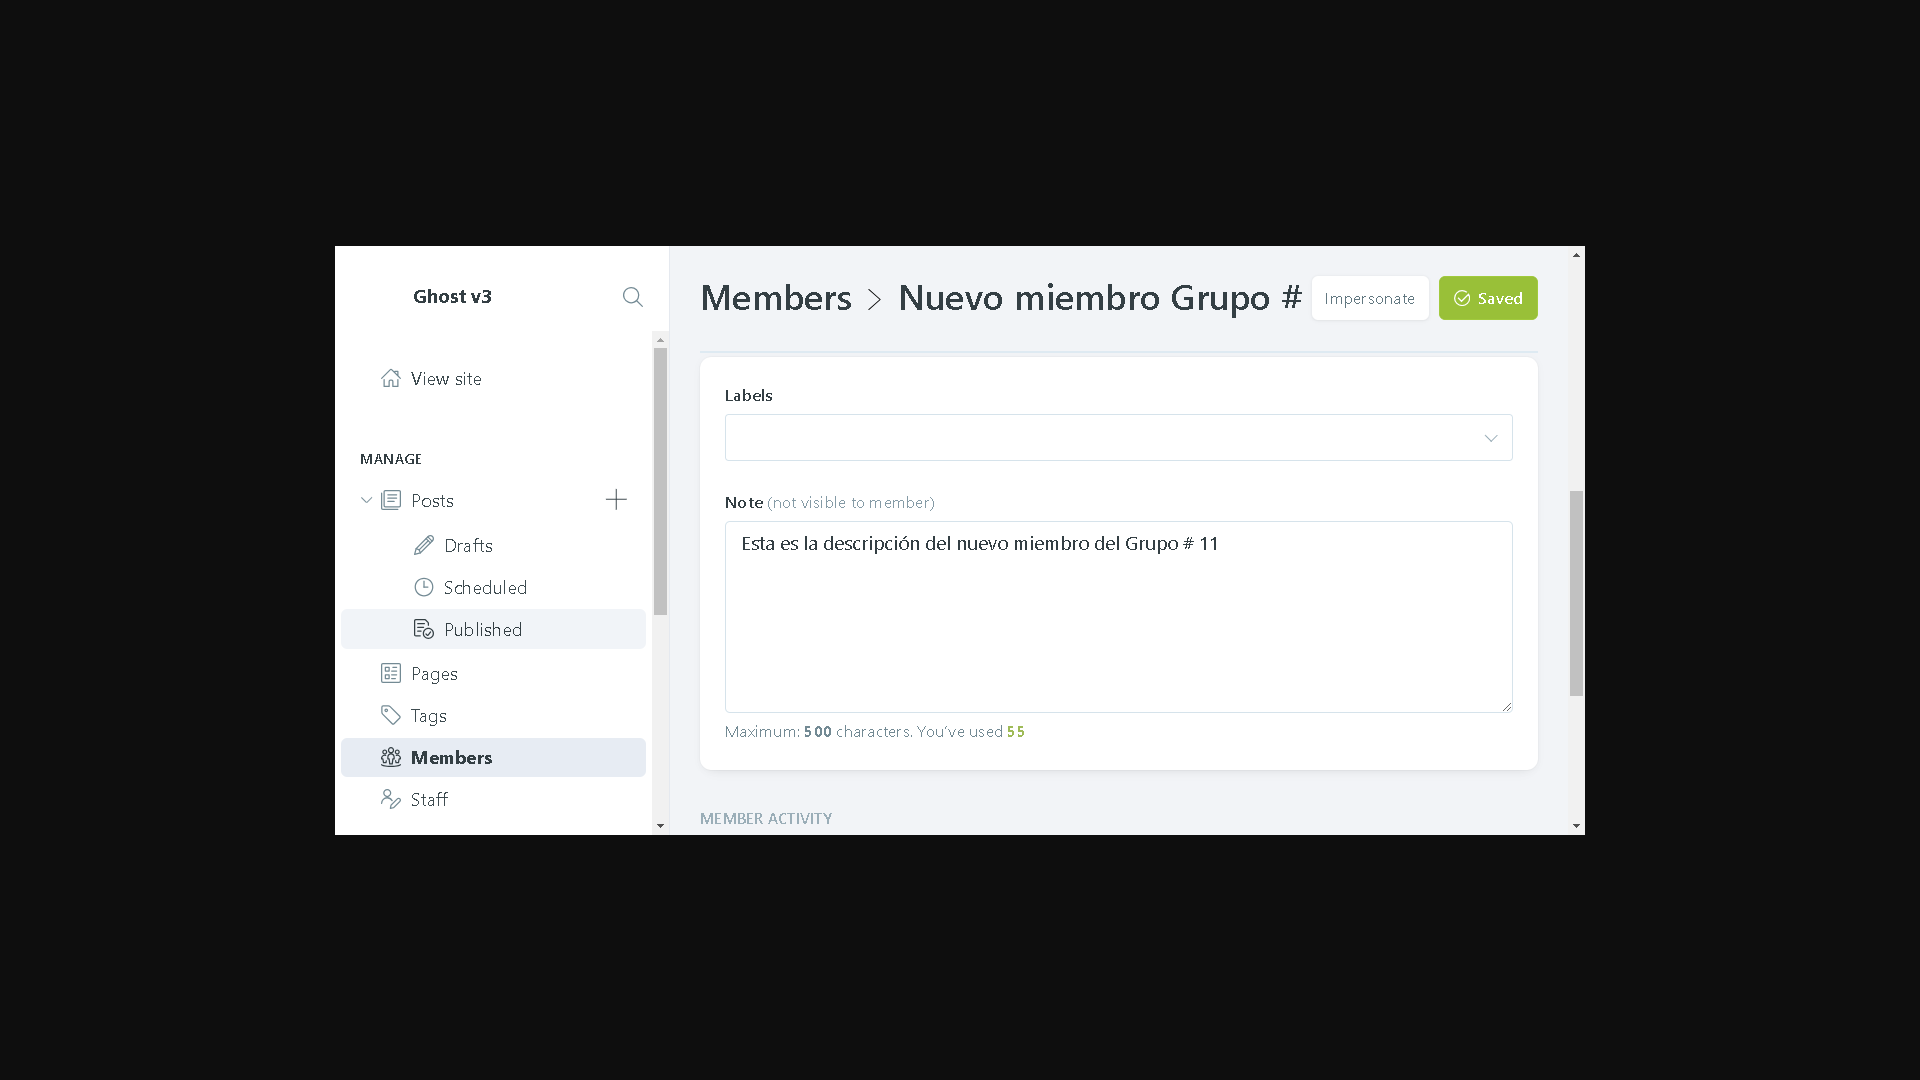 Ghost v3
View site
MANAGE
Posts
Drafts
Scheduled
Published
Pages
Tags
Members
Staff
Members > Nuevo miembro Grupo #
Impersonate
Saved
Labels
Note (not visible to member)
Esta es la descripción del nuevo miembro del Grupo # 11
Maximum: 500 characters. You’ve used 55
MEMBER ACTIVITY